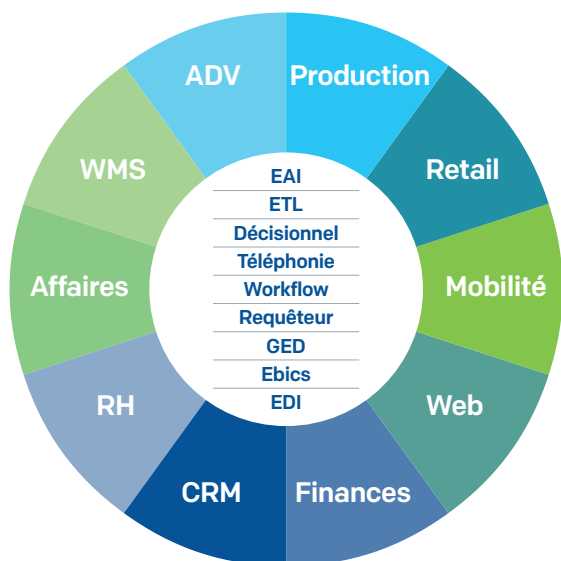 ADV
Production
Retail
Mobilité
Web
Finances
CRM
RH
Affaires
WMS
EAI
ETL
Décisionnel
Téléphonie
Workflow
Requêteur
GED
Ebics
EDI